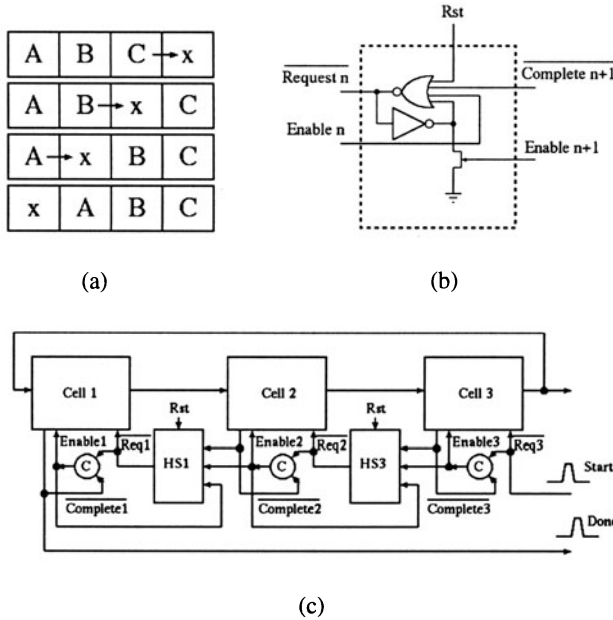 A B C x
A B x C
A x B C
x A B C
(a)
Rst
Request n
Complete n+1
Enable n
Enable n+1
(b)
Cell 1
Cell 2
Cell 3
Rst
Rst
Enable1
Req1
Enable2
Req2
Enable3
Req3
C
HS1
C
HS3
C
Start
Complete1
Complete2
Complete3
Done
(c)